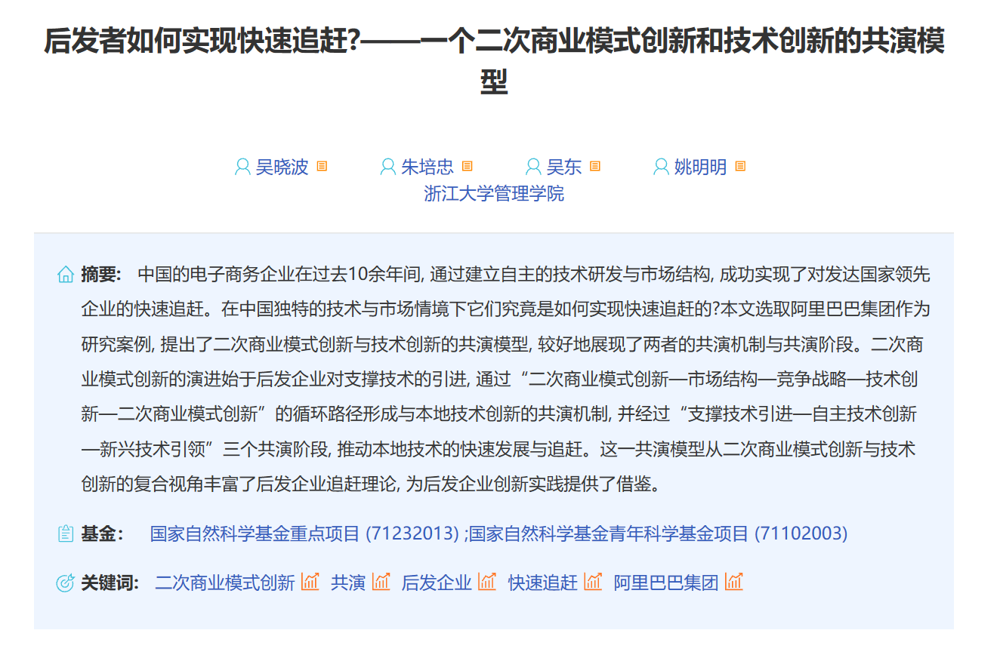 后发者如何实现快速追赶?——一个二次商业模式创新和技术创新的共演模
型
吴晓波 朱培忠 吴东 姚明明
浙江大学管理学院
摘要: 中国的电子商务企业在过去10余年间, 通过建立自主的技术研发与市场结构, 成功实现了对发达国家领先
企业的快速追赶。在中国独特的技术与市场情境下它们究竟是如何实现快速追赶的?本文选取阿里巴巴集团作为
研究案例, 提出了二次商业模式创新与技术创新的共演模型, 较好地展现了两者的共演机制与共演阶段。二次商
业模式创新的演进始于后发企业对支撑技术的引进, 通过“二次商业模式创新—市场结构—竞争战略—技术创
新—二次商业模式创新”的循环路径形成与本地技术创新的共演机制, 并经过“支撑技术引进—自主技术创新
—新兴技术引领”三个共演阶段, 推动本地技术的快速发展与追赶。这一共演模型从二次商业模式创新与技术
创新的复合视角丰富了后发企业追赶理论, 为后发企业创新实践提供了借鉴。
基金: 国家自然科学基金重点项目 (71232013) ;国家自然科学基金青年科学基金项目 (71102003)
关键词: 二次商业模式创新 共演 后发企业 快速追赶 阿里巴巴集团